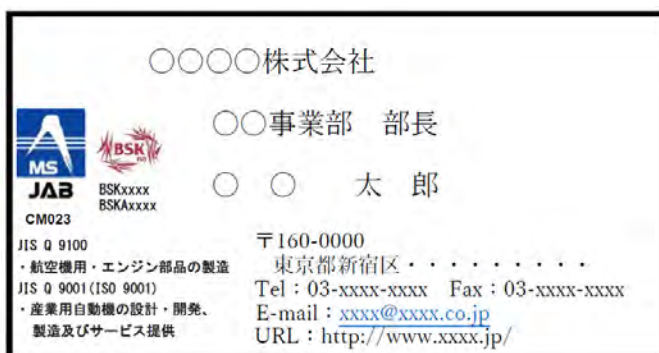 ○○○○株式会社
○○事業部　部長
○　○　　太　郎
MS
JAB
CM023
BSK
BSKxxxx
BSKAxxxx
JIS Q 9100
・航空機用・エンジン部品の製造
JIS Q 9001(ISO 9001)
・産業用自動機の設計・開発、
製造及びサービス提供
〒160-0000
東京都新宿区・・・・・・・・・
Tel：03-xxxx-xxxx　Fax：03-xxxx-xxxx
E-mail：xxxx@xxxx.co.jp
URL：http://www.xxxx.jp/